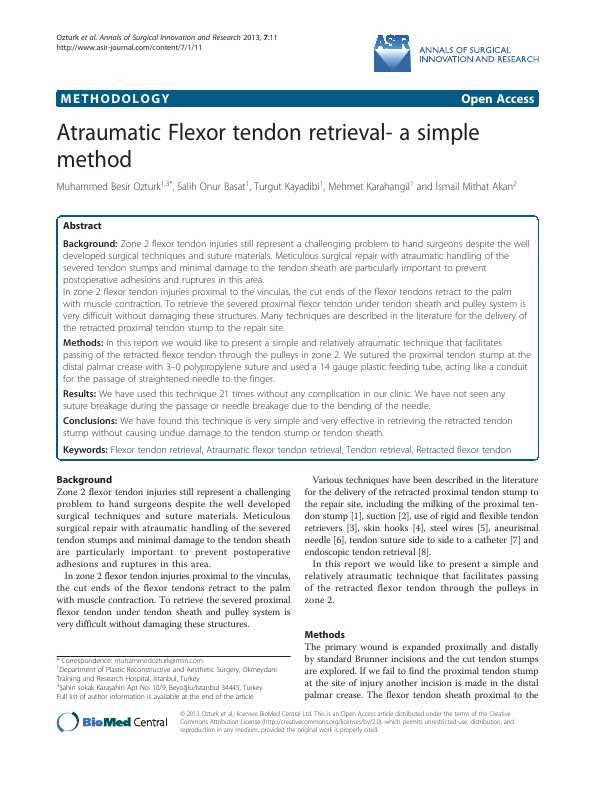 Ozturk et al. Annals of Surgical Innovation and Research 2013, 7:11
http://www.asir-journal.com/content/7/1/11
ASIR
ANNALS OF SURGICAL
INNOVATION AND RESEARCH
METHODOLOGY
Open Access
Atraumatic Flexor tendon retrieval- a simple
method
Muhammed Besir Ozturk1,3*, Salih Onur Basat1, Turgut Kayadibi1, Mehmet Karahangil1 and İsmail Mithat Akan2
Abstract
Background: Zone 2 flexor tendon injuries still represent a challenging problem to hand surgeons despite the well
developed surgical techniques and suture materials. Meticulous surgical repair with atraumatic handling of the
severed tendon stumps and minimal damage to the tendon sheath are particularly important to prevent
postoperative adhesions and ruptures in this area.
In zone 2 flexor tendon injuries proximal to the vinculas, the cut ends of the flexor tendons retract to the palm
with muscle contraction. To retrieve the severed proximal flexor tendon under tendon sheath and pulley system is
very difficult without damaging these structures. Many techniques are described in the literature for the delivery of
the retracted proximal tendon stump to the repair site.
Methods: In this report we would like to present a simple and relatively atraumatic technique that facilitates
passing of the retracted flexor tendon through the pulleys in zone 2. We sutured the proximal tendon stump at the
distal palmar crease with 3–0 polypropylene suture and used a 14 gauge plastic feeding tube, acting like a conduit
for the passage of straightened needle to the finger.
Results: We have used this technique 21 times without any complication in our clinic. We have not seen any
suture breakage during the passage or needle breakage due to the bending of the needle.
Conclusions: We have found this technique is very simple and very effective in retrieving the retracted tendon
stump without causing undue damage to the tendon stump or tendon sheath.
Keywords: Flexor tendon retrieval, Atraumatic flexor tendon retrieval, Tendon retrieval, Retracted flexor tendon
Background
Zone 2 flexor tendon injuries still represent a challenging
problem to hand surgeons despite the well developed
surgical techniques and suture materials. Meticulous
surgical repair with atraumatic handling of the severed
tendon stumps and minimal damage to the tendon sheath
are particularly important to prevent postoperative
adhesions and ruptures in this area.
In zone 2 flexor tendon injuries proximal to the vinculas,
the cut ends of the flexor tendons retract to the palm
with muscle contraction. To retrieve the severed proximal
flexor tendon under tendon sheath and pulley system is
very difficult without damaging these structures.
* Correspondence: muhammedozturk@msn.com
1Department of Plastic Reconstructive and Aesthetic Surgery, Okmeydani
Training and Research Hospital, İstanbul, Turkey
3Şahin sokak Karaşahin Apt No: 10/9, Beyoğlu/Istanbul 34445, Turkey
Full list of author information is available at the end of the article
Various techniques have been described in the literature
for the delivery of the retracted proximal tendon stump to
the repair site, including the milking of the proximal ten-
don stump [1], suction [2], use of rigid and flexible tendon
retrievers [3], skin hooks [4], steel wires [5], aneurismal
needle [6], tendon suture side to side to a catheter [7] and
endoscopic tendon retrieval [8].
In this report we would like to present a simple and
relatively atraumatic technique that facilitates passing
of the retracted flexor tendon through the pulleys in
zone 2.
Methods
The primary wound is expanded proximally and distally
by standard Brunner incisions and the cut tendon stumps
are explored. If we fail to find the proximal tendon stump
at the site of injury another incision is made in the distal
palmar crease. The flexor tendon sheath proximal to the
BioMed Central
© 2013 Ozturk et al.; licensee BioMed Central Ltd. This is an Open Access article distributed under the terms of the Creative
Commons Attribution License (http://creativecommons.org/licenses/by/2.0), which permits unrestricted use, distribution, and
reproduction in any medium, provided the original work is properly cited.